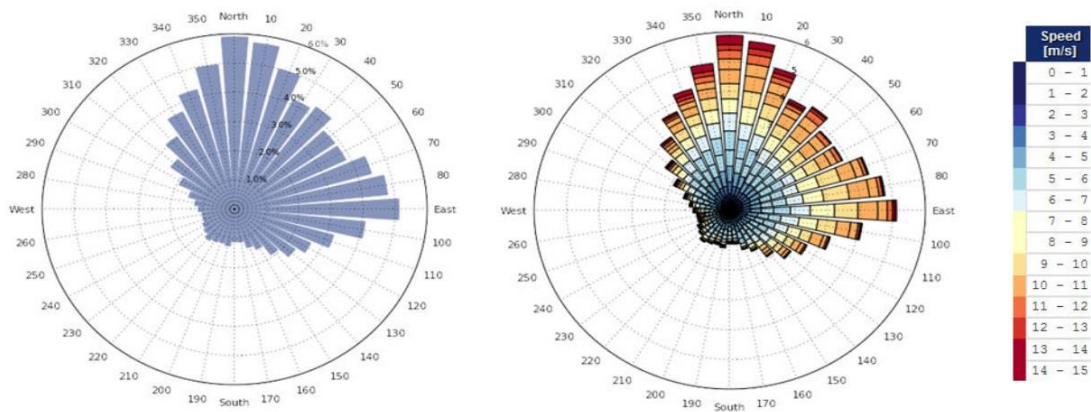 North
10
20
30
40
50
60
70
80
East
100
110
120
130
140
150
160
170
South
190
200
210
220
230
240
250
260
West
280
290
300
310
320
330
340
350
1.0%
2.0%
3.0%
4.0%
5.0%
6.0%
North
10
20
30
40
50
60
70
80
East
100
110
120
130
140
150
160
170
South
190
200
210
220
230
240
250
260
West
280
290
300
310
320
330
340
350
5
6
Speed
[m/s]
0 - 1
1 - 2
2 - 3
3 - 4
4 - 5
5 - 6
6 - 7
7 - 8
8 - 9
9 - 10
10 - 11
11 - 12
12 - 13
13 - 14
14 - 15